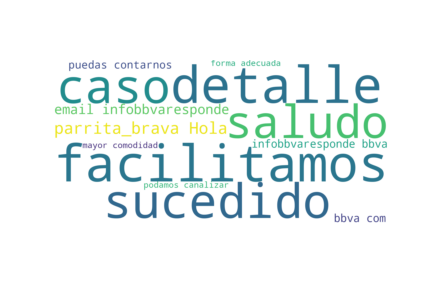 puedas contarnos forma adecuada
caso detalle
email infobbvaresponde saludo
parrita_brava Hola
mayor comodidad infobbvaresponde bbva
facilitamos
podamos canalizar
sucedido
bbva com